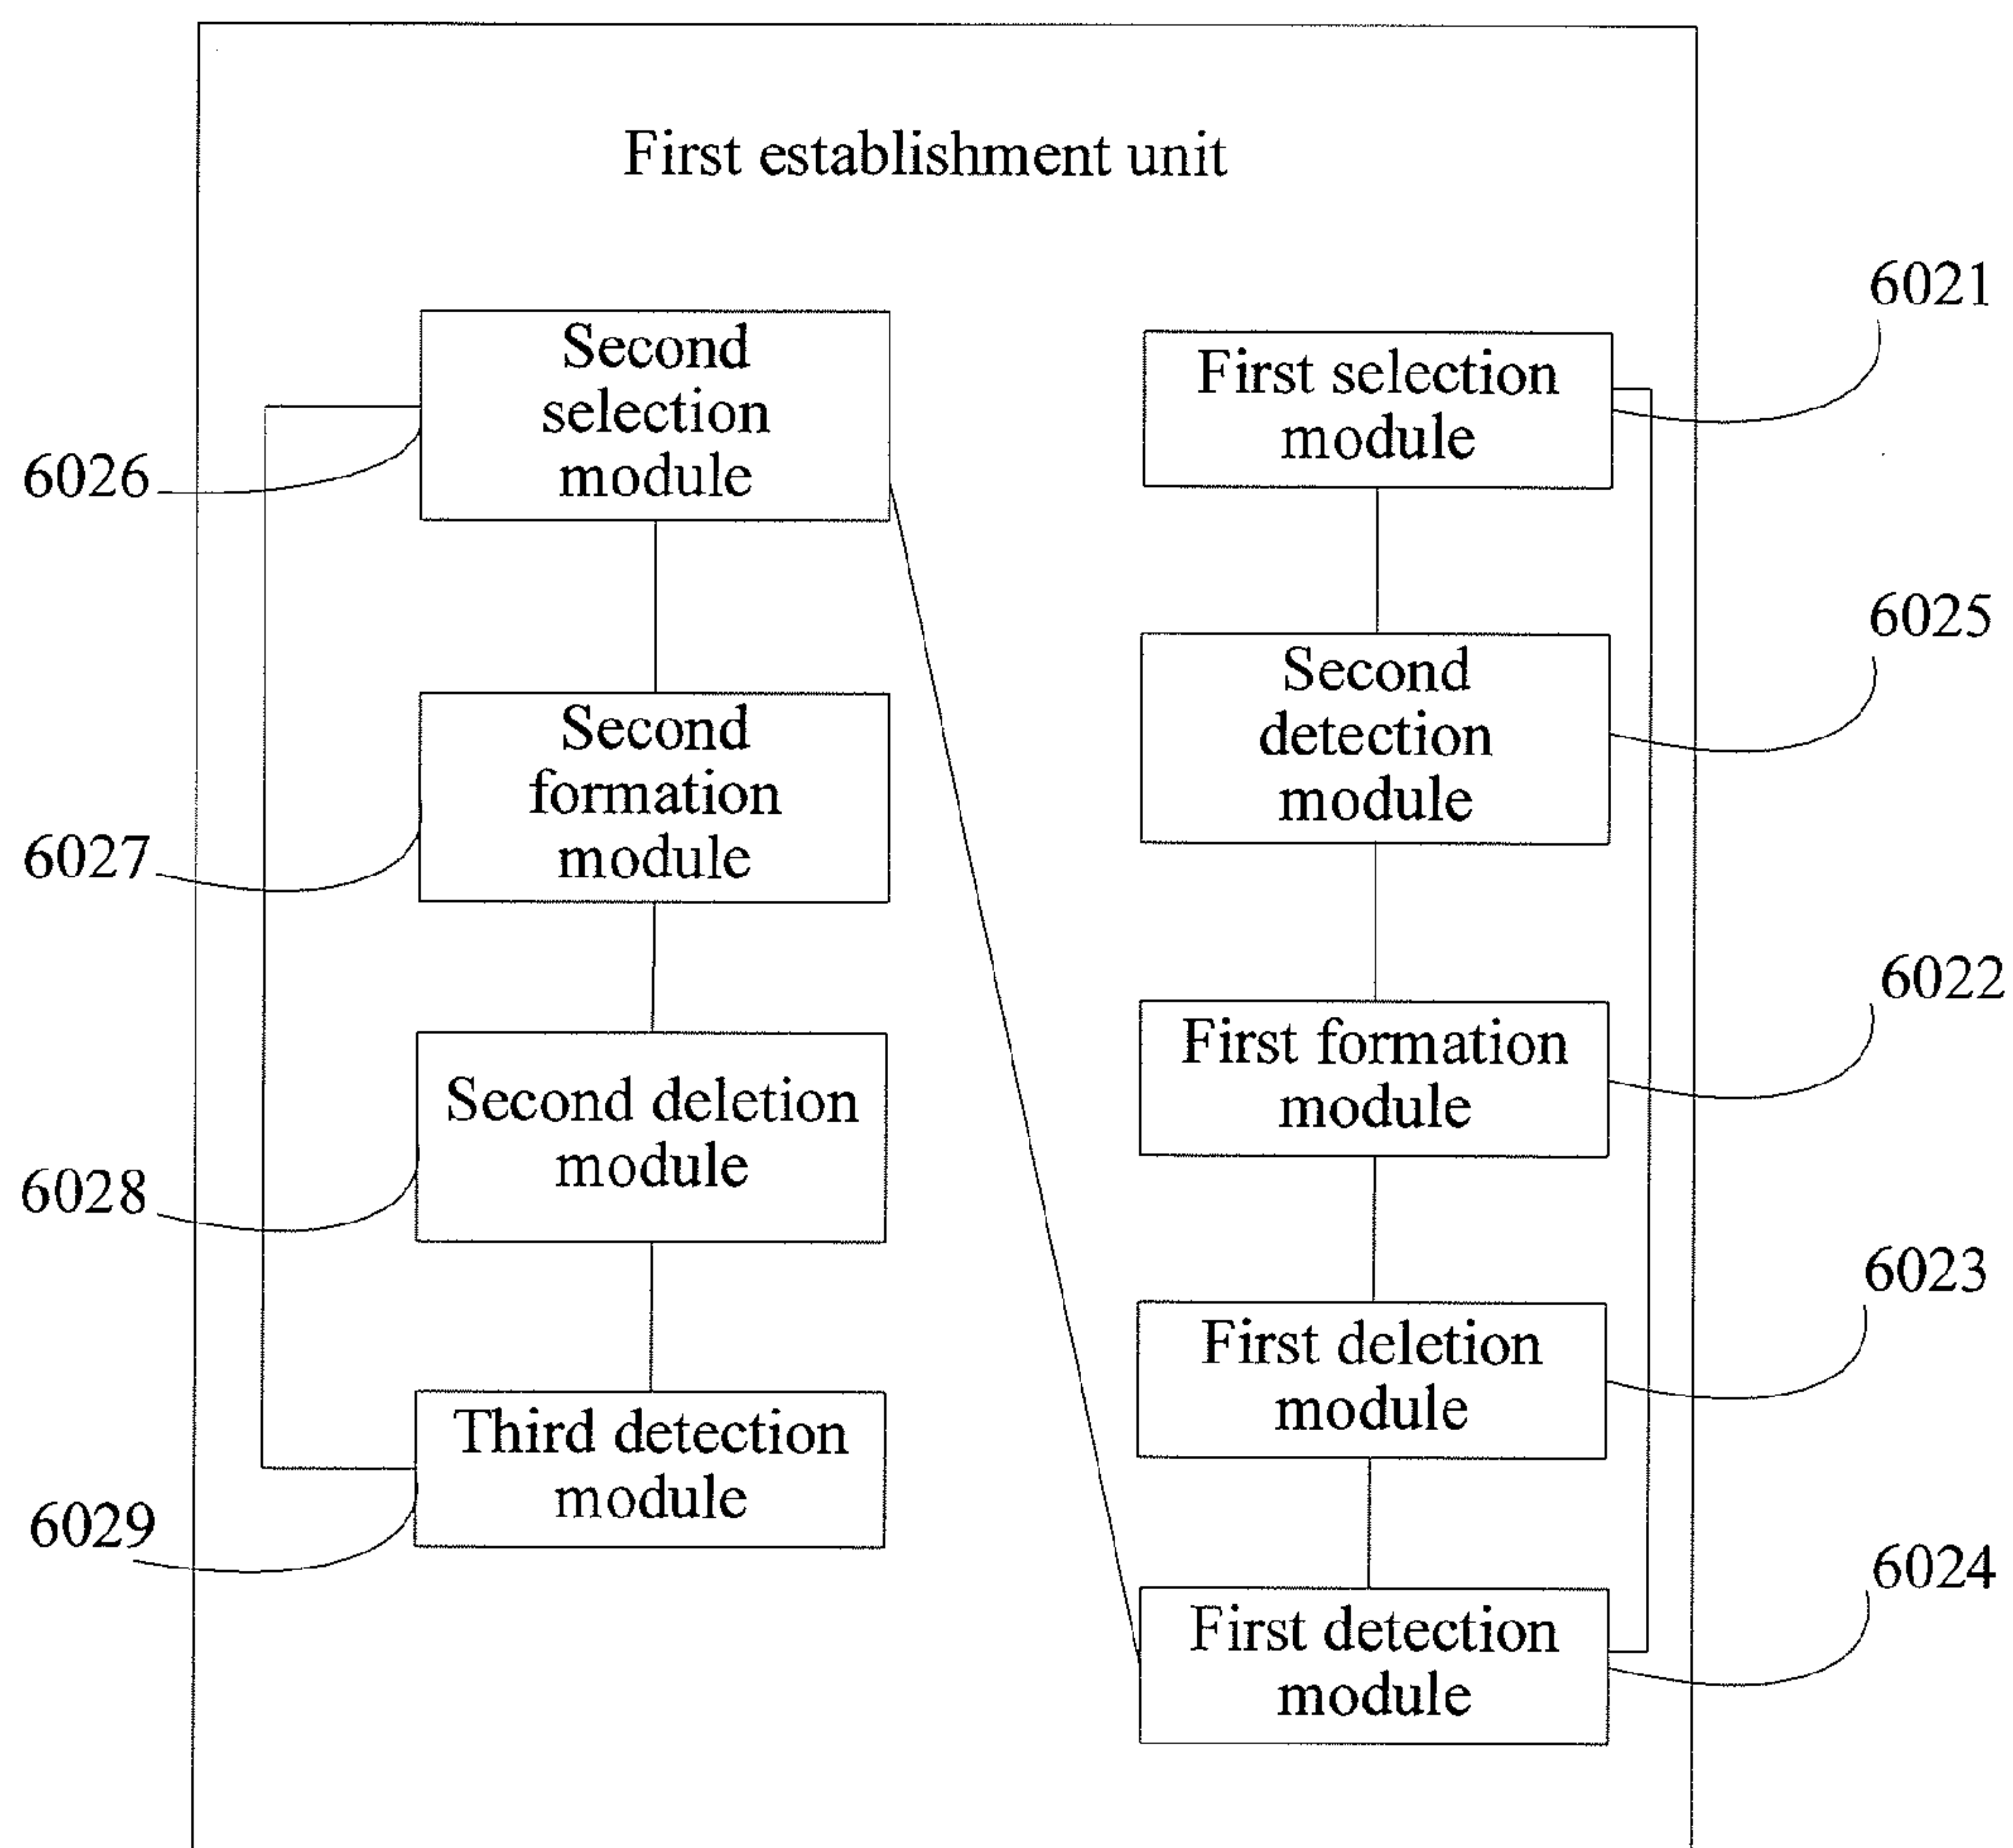 First establishment unit
Second
selection
module
6026
Second
formation
module
6027
Second deletion
module
6028
Third detection
module
6029
First selection
module
6021
Second
detection
module
6025
First formation
module
6022
First deletion
module
6023
First detection
module
6024